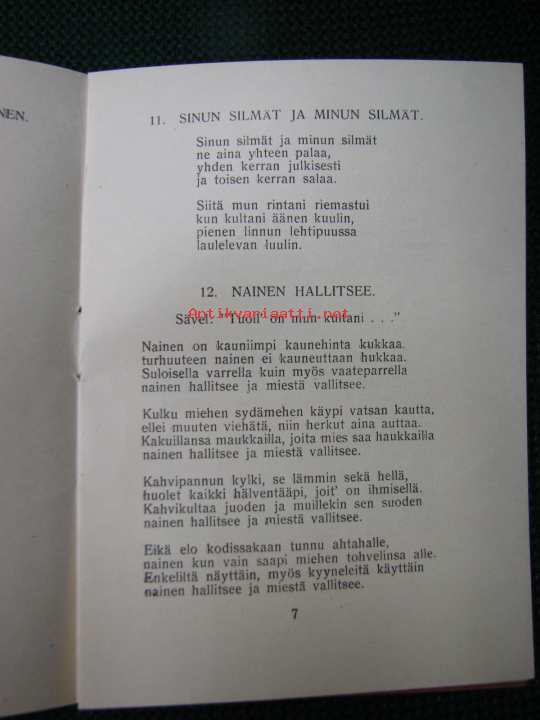 NEN.
11. SINUN SILMÄT JA MINUN SILMÄT.
Sinun silmät ja minun silmät
ne aina yhteen palaa,
yhden kerran julkisesti
ja toisen kerran salaa.
Siitä mun rintani riemastui
kun kultani äänen kuulin,
pienen linnun lehtipuussa
laulelevan luulin.
12. NAINEN HALLITSEE.
Antikvariaatti.net
Sävel: "Tuoll' on mun kultani . . ."
Nainen on kauniimpi kaunehinta kukkaa.
turhuuteen nainen ei kauneuttaan hukkaa.
Suloisella varrella kuin myös vaateparrella
nainen hallitsee ja miestä vallitsee.
Kulku miehen sydämehen käypi vatsan kautta,
ellei muuten viehätä, niin herkut aina auttaa.
Kakuillansa maukkailla, joita mies saa haukkailla
nainen hallitsee ja miestä vallitsee.
Kahvipannun kylki, se lämmin sekä hellä,
huolet kaikki hälventääpi, joit' on ihmisellä.
Kahvikultaa juoden ja muillekin sen suoden
nainen hallitsee ja miestä vallitsee.
Eikä elo kodissakaan tunnu ahtahalle,
nainen kun vain saapi miehen tohvelinsa alle.
Enkeliltä näyttäin, myös kyyneleitä käyttäin
nainen hallitsee ja miestä vallitsee.
7